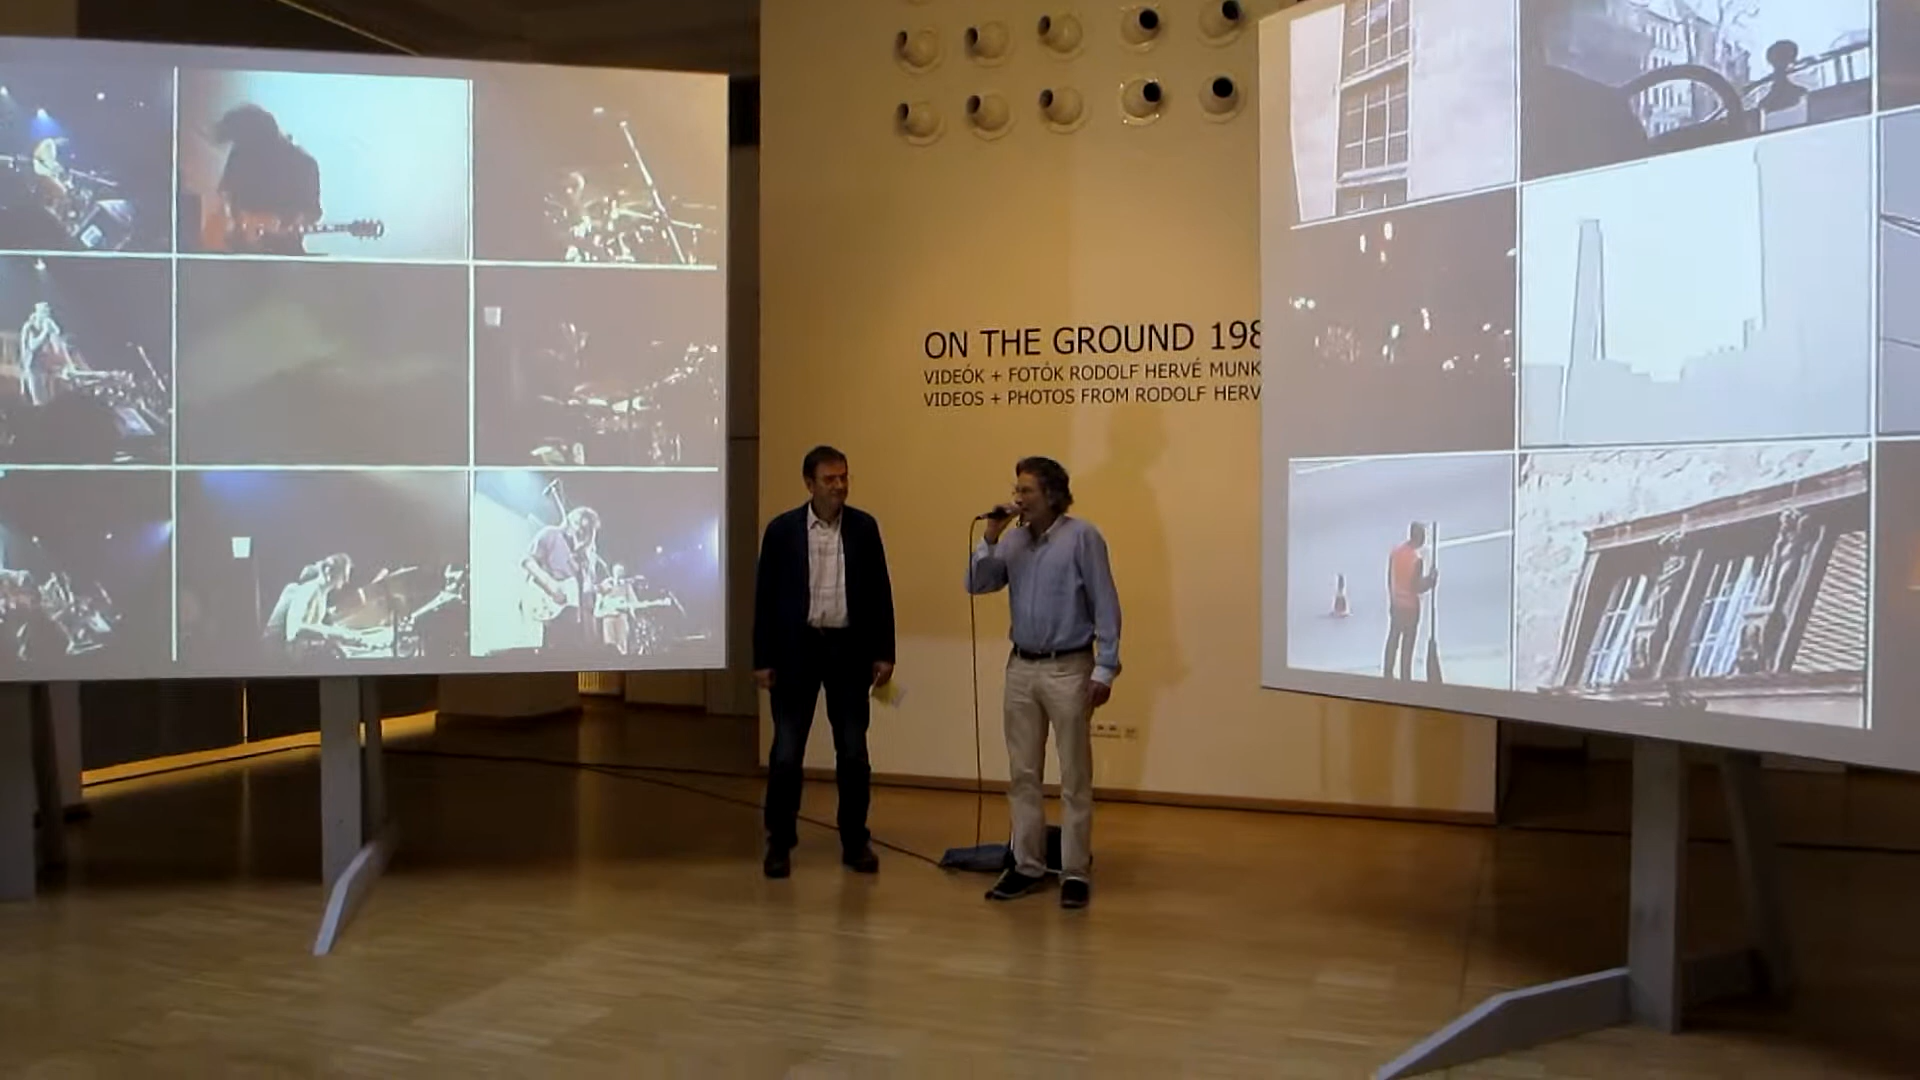 ON THE GROUND 198
VIDEÓK + FOTÓK RODOLF HERVÉ MUNK
VIDEOS + PHOTOS FROM RODOLF HERV